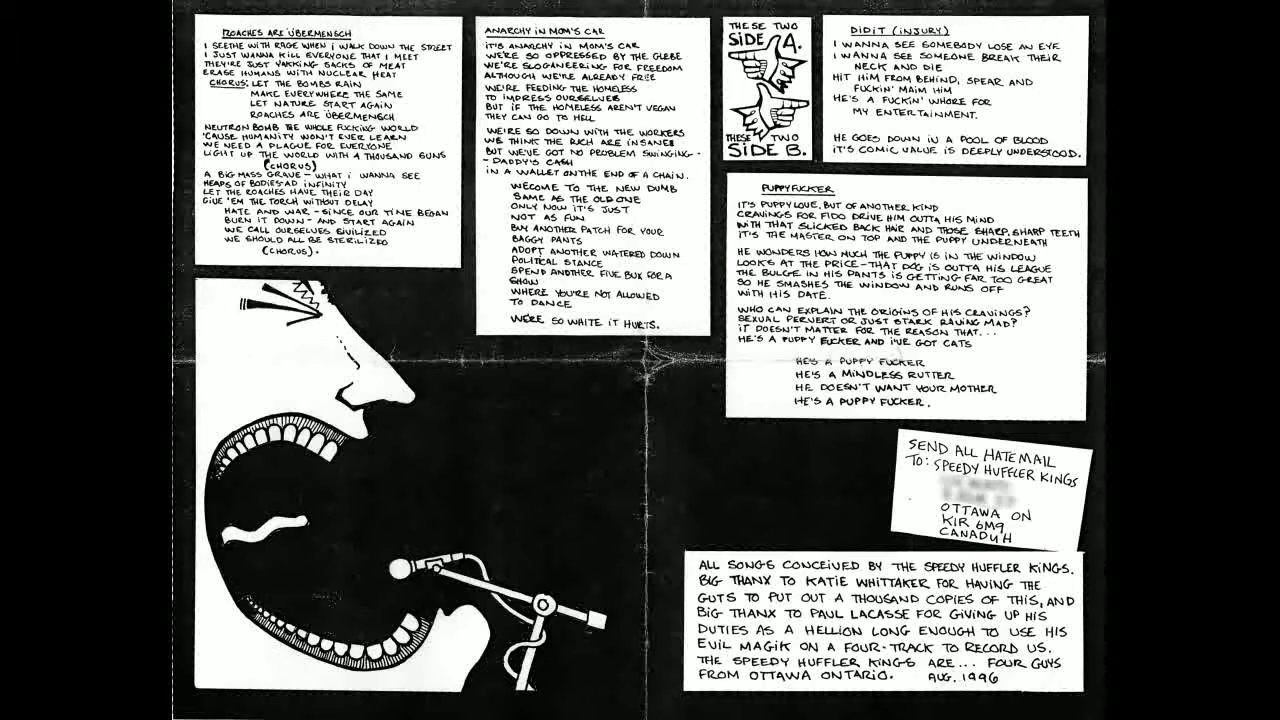 ROACHES ARE ÜBERMENSCH
I SEETHE WITH RAGE WHEN I WALK DOWN THE STREET
I JUST WANNA KILL EVERYONE THAT I MEET
THEY'RE JUST YAKKING SACKS OF MEAT
ERASE HUMANS WITH NUCLEAR HEAT
CHORUS: LET THE BOMBS RAIN
MAKE EVERYWHERE THE SAME
LET NATURE START AGAIN
ROACHES ARE ÜBERMENSCH
NEUTRON BOMB THE WHOLE FUCKING WORLD
'CAUSE HUMANITY WON'T EVER LEARN
WE NEED A PLAGUE FOR EVERYONE
LIGHT UP THE WORLD WITH A THOUSAND GUNS
(CHORUS)
A BIG MASS GRAVE - WHAT I WANNA SEE
HEAPS OF BODIES AD INFINITY
LET THE ROACHES HAVE THEIR DAY
GIVE 'EM THE TORCH WITHOUT DELAY
HATE AND WAR - SINCE OUR TIME BEGAN
BURN IT DOWN - AND START AGAIN
WE CALL OURSELVES SIVILIZED
WE SHOULD ALL BE STERILIZED
(CHORUS).
ANARCHY IN MOM'S CAR
IT'S ANARCHY IN MOM'S CAR
WE'RE SO OPPRESSED BY THE GLEBE
WE'RE SLOGANEERING FOR FREEDOM
ALTHOUGH WE'RE ALREADY FREE
WE'RE FEEDING THE HOMELESS
TO IMPRESS OURSELVES
BUT IF THE HOMELESS AREN'T VEGAN
THEY CAN GO TO HELL
WE'RE SO DOWN WITH THE WORKERS
WE THINK THE RICH ARE INSANE
BUT WE'VE GOT NO PROBLEM SWINGING -
- DADDY'S CASH
IN A WALLET ON THE END OF A CHAIN.
WELCOME TO THE NEW DUMB
SAME AS THE OLD ONE
ONLY NOW IT'S JUST
NOT AS FUN
BUY ANOTHER PATCH FOR YOUR
BAGGY PANTS
ADOPT ANOTHER WATERED DOWN
POLITICAL STANCE
SPEND ANOTHER FIVE BUX FOR A
SHOW
WHERE YOU'RE NOT ALLOWED
TO DANCE
WE'RE SO WHITE IT HURTS.
THESE TWO
SIDE A.
THESE TWO
SIDE B.
DIDIT (INJURY)
I WANNA SEE SOMEBODY LOSE AN EYE
I WANNA SEE SOMEONE BREAK THEIR
NECK AND DIE
HIT HIM FROM BEHIND, SPEAR AND
FUCKIN' MAIM HIM
HE'S A FUCKIN' WHORE FOR
MY ENTERTAINMENT.
HE GOES DOWN IN A POOL OF BLOOD
IT'S COMIC VALUE IS DEEPLY UNDERSTOOD.
PUPPYFUCKER
IT'S PUPPY LOVE, BUT OF ANOTHER KIND
CRAVINGS FOR FIDO DRIVE HIM OUTTA HIS MIND
WITH THAT SLICKED BACK HAIR AND THOSE SHARP, SHARP TEETH
IT'S THE MASTER ON TOP AND THE PUPPY UNDERNEATH
HE WONDERS HOW MUCH THE PUPPY IS IN THE WINDOW
LOOKS AT THE PRICE - THAT DOG IS OUTTA HIS LEAGUE
THE BULGE IN HIS PANTS IS GETTING FAR TOO GREAT
SO HE SMASHES THE WINDOW AND RUNS OFF
WITH HIS DATE.
WHO CAN EXPLAIN THE ORIGINS OF HIS CRAVINGS?
SEXUAL PERVERT OR JUST STARK RAVING MAD?
IT DOESN'T MATTER FOR THE REASON THAT...
HE'S A PUPPY FUCKER AND I'VE GOT CATS
HE'S A PUPPY FUCKER
HE'S A MINDLESS RUTTER
HE DOESN'T WANT YOUR MOTHER
HE'S A PUPPY FUCKER.
SEND ALL HATEMAIL
TO: SPEEDY HUFFLER KINGS
OTTAWA ON
K1R 6M9
CANADUH
ALL SONGS CONCEIVED BY THE SPEEDY HUFFLER KINGS.
BIG THANX TO KATIE WHITTAKER FOR HAVING THE
GUTS TO PUT OUT A THOUSAND COPIES OF THIS, AND
BIG THANX TO PAUL LACASSE FOR GIVING UP HIS
DUTIES AS A HELLION LONG ENOUGH TO USE HIS
EVIL MAGIK ON A FOUR-TRACK TO RECORD US.
THE SPEEDY HUFFLER KINGS ARE... FOUR GUYS
FROM OTTAWA ONTARIO. AUG. 1996